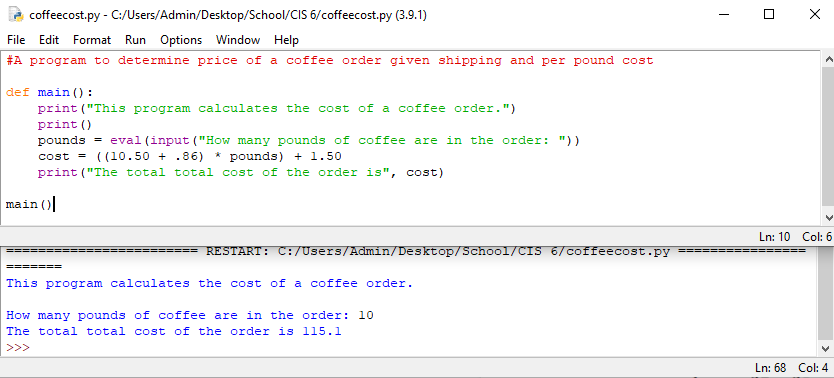 coffeecost.py - C:/Users/Admin/Desktop/School/CIS 6/coffeecost.py (3.9.1)
File Edit Format Run Options Window Help
#A program to determine price of a coffee order given shipping and per pound cost
def main():
    print("This program calculates the cost of a coffee order.")
    print()
    pounds = eval(input("How many pounds of coffee are in the order: "))
    cost = ((10.50 + .86) * pounds) + 1.50
    print("The total total cost of the order is", cost)
main()
Ln: 10 Col: 6
======================== RESTART: C:/Users/Admin/Desktop/School/CIS 6/coffeecost.py ================
=======
This program calculates the cost of a coffee order.
How many pounds of coffee are in the order: 10
The total total cost of the order is 115.1
>>>
Ln: 68 Col: 4